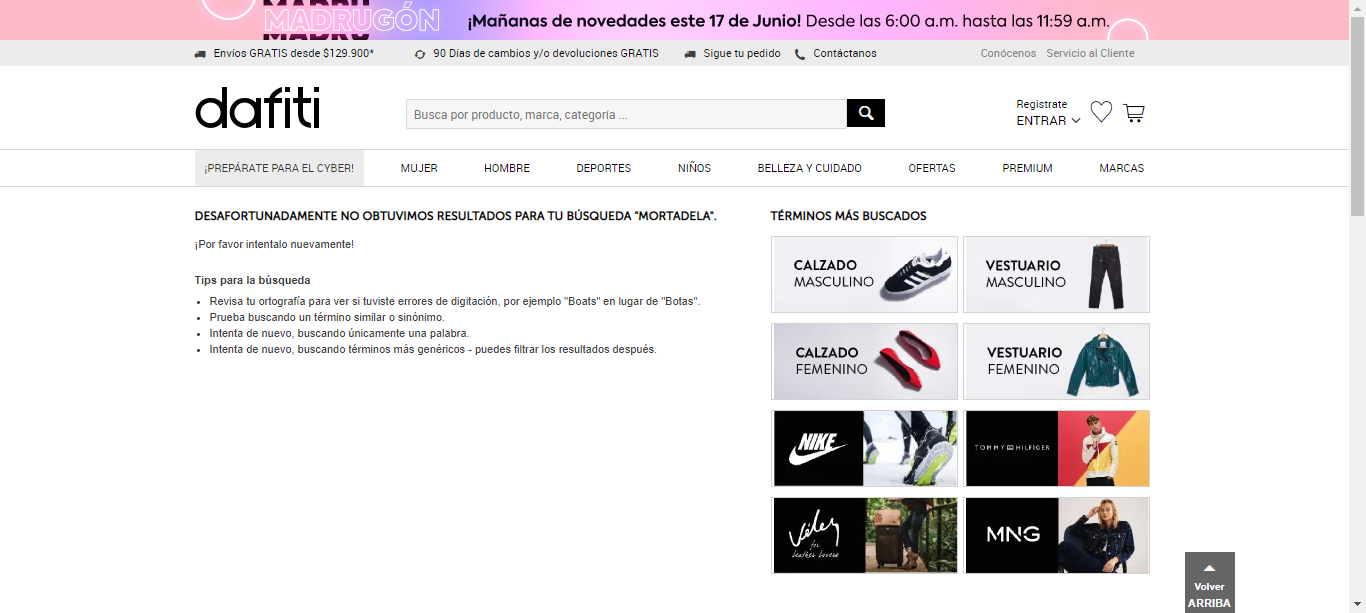 MADRUGÓN
¡Mañanas de novedades este 17 de Junio! Desde las 6:00 a.m. hasta las 11:59 a.m.
Envíos GRATIS desde $129.900*
90 Días de cambios y/o devoluciones GRATIS
Sigue tu pedido
Contáctanos
Conócenos
Servicio al Cliente
dafiti
Busca por producto, marca, categoría ...
Registrate
ENTRAR
¡PREPÁRATE PARA EL CYBER!
MUJER
HOMBRE
DEPORTES
NIÑOS
BELLEZA Y CUIDADO
OFERTAS
PREMIUM
MARCAS
DESAFORTUNADAMENTE NO OBTUVIMOS RESULTADOS PARA TU BÚSQUEDA "MORTADELA".
¡Por favor intentalo nuevamente!
Tips para la búsqueda
Revisa tu ortografía para ver si tuviste errores de digitación, por ejemplo "Boats" en lugar de "Botas".
Prueba buscando un término similar o sinónimo.
Intenta de nuevo, buscando únicamente una palabra.
Intenta de nuevo, buscando términos más genéricos - puedes filtrar los resultados después.
TÉRMINOS MÁS BUSCADOS
CALZADO
MASCULINO
VESTUARIO
MASCULINO
CALZADO
FEMENINO
VESTUARIO
FEMENINO
NIKE
TOMMY HILFIGER
Vélez
for
leather lovers
MNG
Volver
ARRIBA